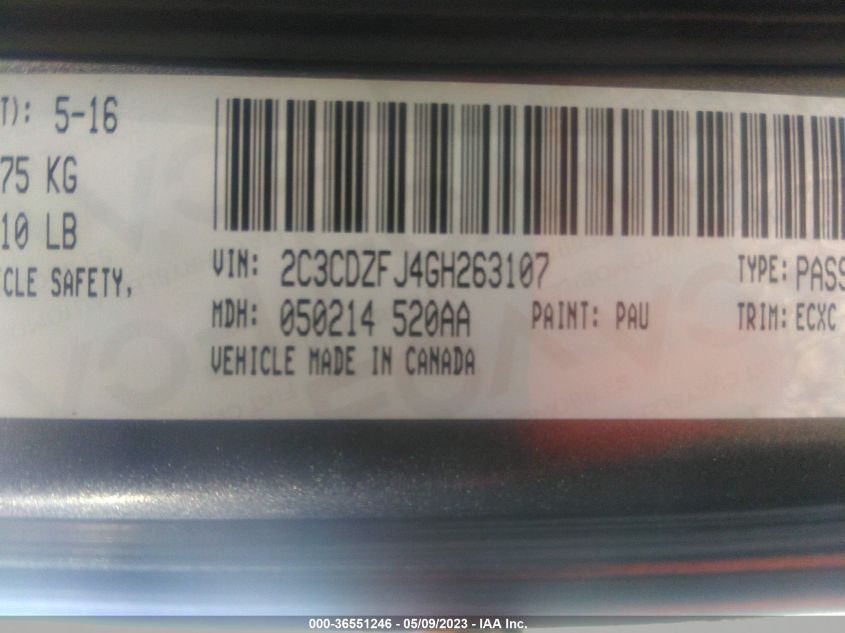 T): 5-16
75 KG
10 LB
CLE SAFETY,
VIN: 2C3CDZFJ4GH263107 TYPE: PASS
MDH: 050214 520AA PAINT: PAU TRIM: ECXC
VEHICLE MADE IN CANADA
000-36551246 - 05/09/2023 - IAA Inc.